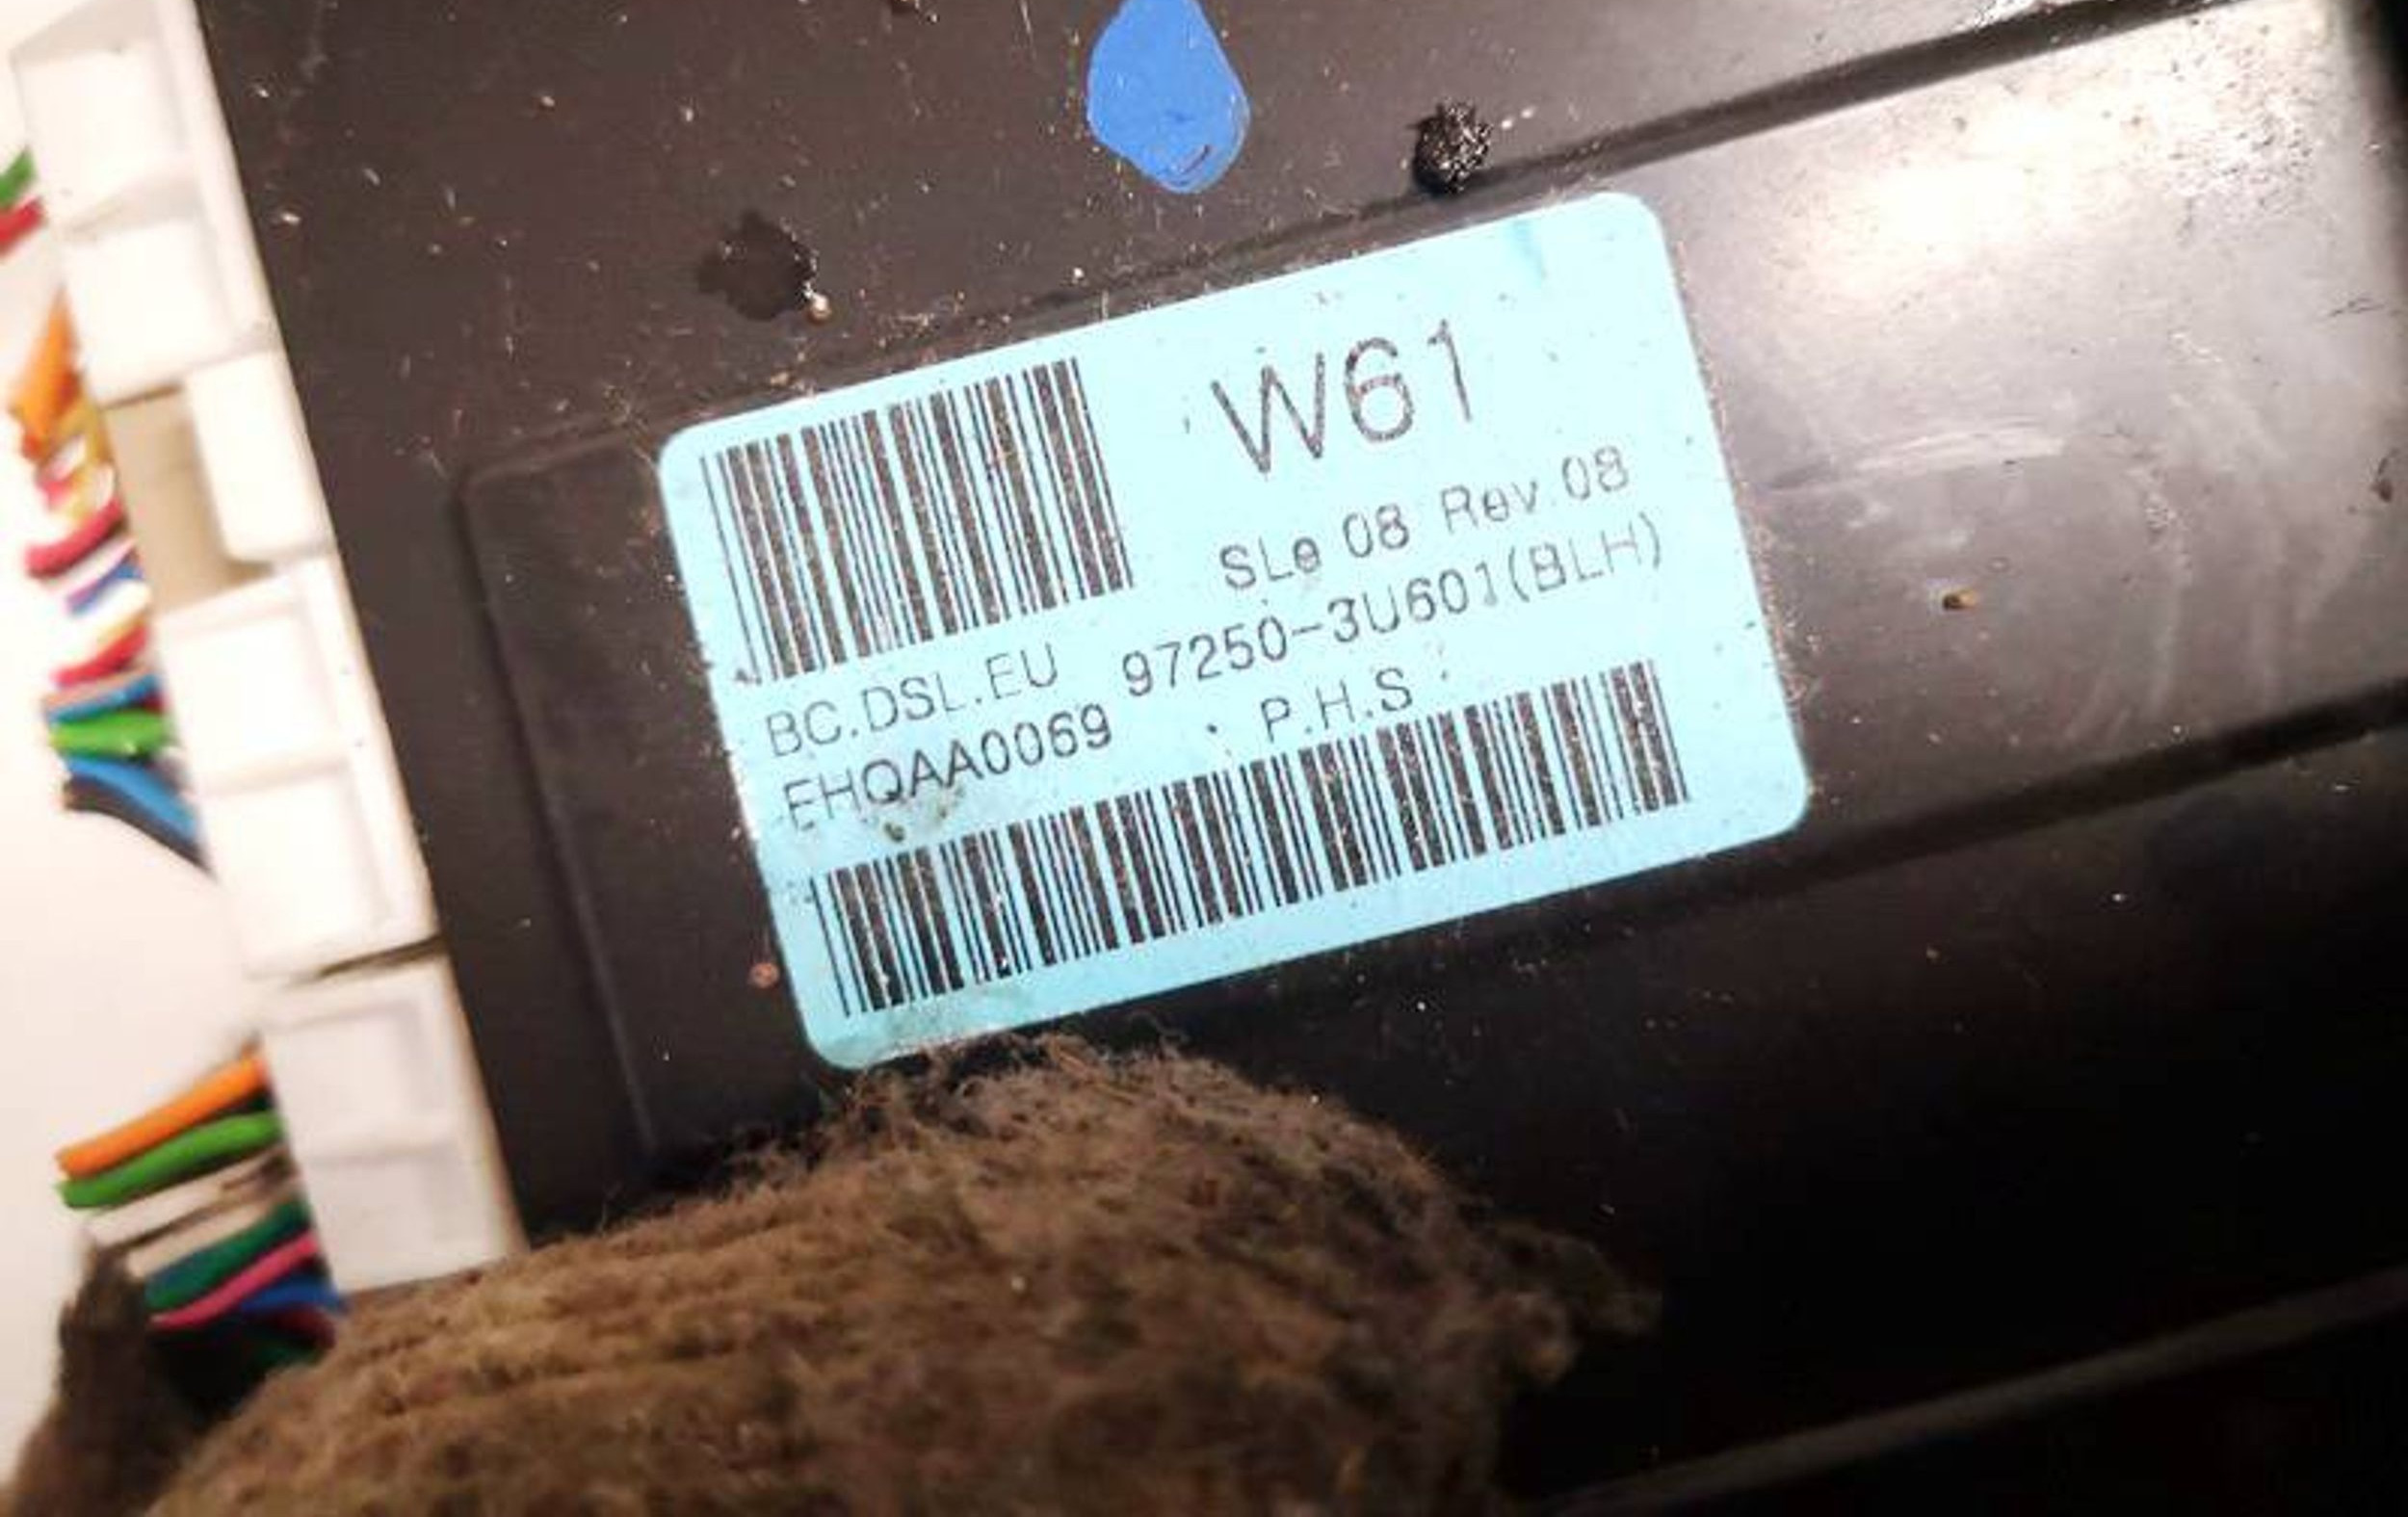 W61
SLe 08 Rev.08
BC.DSL.EU 97250-3U601(BLH)
EHQAA0069 P.H.S